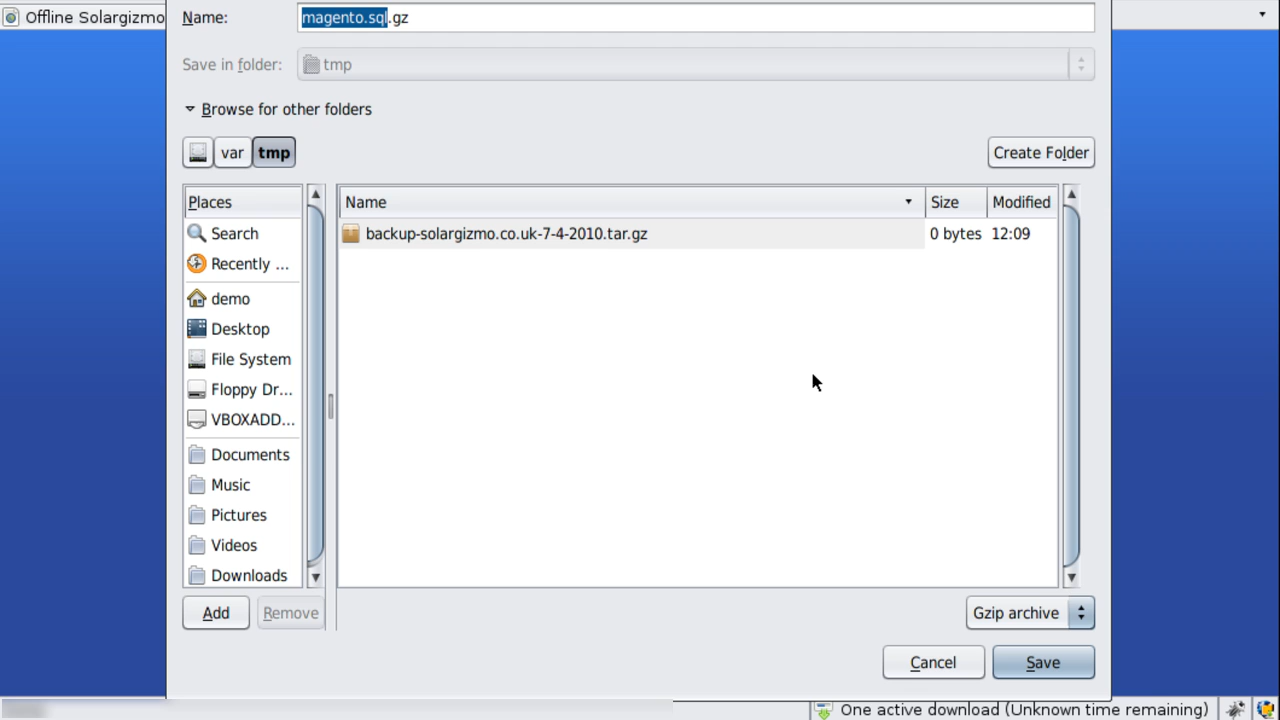 Offline Solargizmo
Name: magento.sql.gz
Save in folder: tmp
Browse for other folders
var tmp Create Folder
Places
Search
Recently ...
demo
Desktop
File System
Floppy Dr...
VBOXADD...
Documents
Music
Pictures
Videos
Downloads
Name Size Modified
backup-solargizmo.co.uk-7-4-2010.tar.gz 0 bytes 12:09
Add Remove Gzip archive
Cancel Save
One active download (Unknown time remaining)